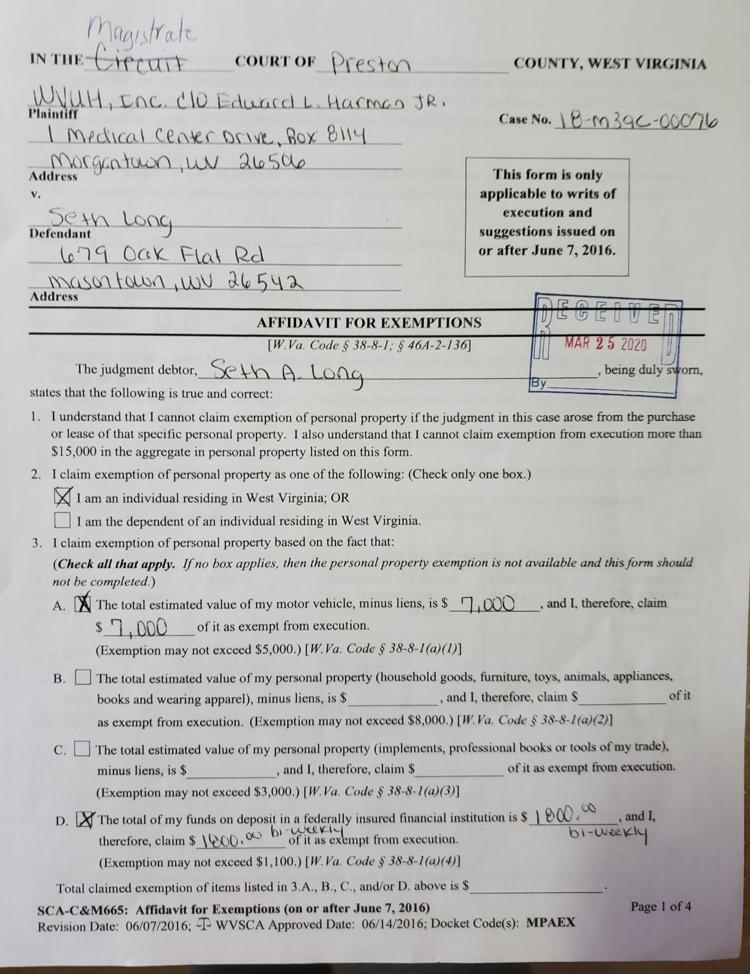 Magistrate
IN THE Circuit COURT OF Preston COUNTY, WEST VIRGINIA
WVUH, Inc. C/O Edward L. Harman JR.
Plaintiff
Case No. 18-M39C-00076
1 Medical Center Drive, Box 8114
Morgantown, WV 26506
Address
This form is only
applicable to writs of
execution and
suggestions issued on
or after June 7, 2016.
v.
Seth Long
Defendant
679 Oak Flat Rd
Masontown, WV 26542
Address
RECEIVED
MAR 25 2020
By
AFFIDAVIT FOR EXEMPTIONS
[W.Va. Code § 38-8-1; § 46A-2-136]
The judgment debtor, Seth A. Long, being duly sworn,
states that the following is true and correct:
1. I understand that I cannot claim exemption of personal property if the judgment in this case arose from the purchase
or lease of that specific personal property. I also understand that I cannot claim exemption from execution more than
$15,000 in the aggregate in personal property listed on this form.
2. I claim exemption of personal property as one of the following: (Check only one box.)
I am an individual residing in West Virginia; OR
I am the dependent of an individual residing in West Virginia.
3. I claim exemption of personal property based on the fact that:
(Check all that apply. If no box applies, then the personal property exemption is not available and this form should
not be completed.)
A. The total estimated value of my motor vehicle, minus liens, is $ 7,000, and I, therefore, claim
$ 7,000 of it as exempt from execution.
(Exemption may not exceed $5,000.) [W.Va. Code § 38-8-1(a)(1)]
B. The total estimated value of my personal property (household goods, furniture, toys, animals, appliances,
books and wearing apparel), minus liens, is $ , and I, therefore, claim $ of it
as exempt from execution. (Exemption may not exceed $8,000.) [W.Va. Code § 38-8-1(a)(2)]
C. The total estimated value of my personal property (implements, professional books or tools of my trade),
minus liens, is $ , and I, therefore, claim $ of it as exempt from execution.
(Exemption may not exceed $3,000.) [W.Va. Code § 38-8-1(a)(3)]
D. The total of my funds on deposit in a federally insured financial institution is $ 1800.00, and I,
bi-weekly
therefore, claim $ 1800.00 bi-weekly of it as exempt from execution.
(Exemption may not exceed $1,100.) [W.Va. Code § 38-8-1(a)(4)]
Total claimed exemption of items listed in 3.A., B., C., and/or D. above is $ .
SCA-C&M665: Affidavit for Exemptions (on or after June 7, 2016)
Page 1 of 4
Revision Date: 06/07/2016; WVSCA Approved Date: 06/14/2016; Docket Code(s): MPAEX